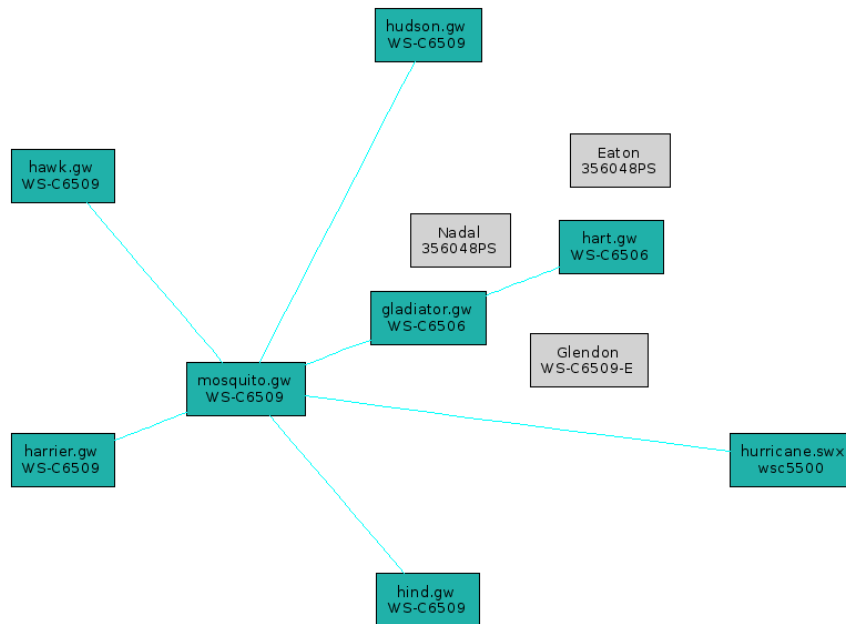 hudson.gw
WS-C6509
Eaton
356048PS
hawk.gw
WS-C6509
Nadal
356048PS
hart.gw
WS-C6506
gladiator.gw
WS-C6506
Glendon
WS-C6509-E
mosquito.gw
WS-C6509
harrier.gw
WS-C6509
hurricane.swx
wsc5500
hind.gw
WS-C6509